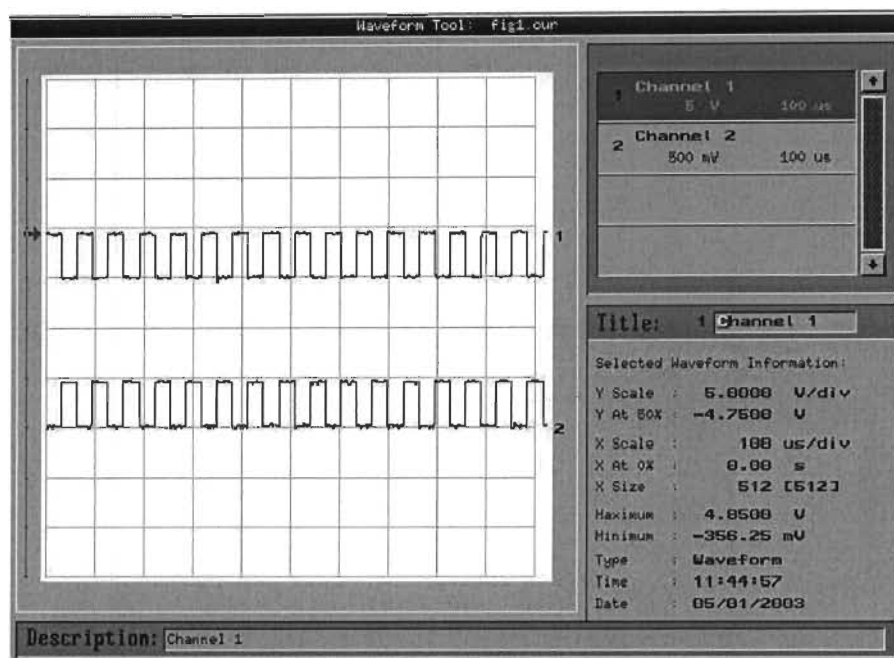 Waveform Tool: fig1.our
1 Channel 1
5 V 100 us
2 Channel 2
500 mV 100 us
1
2
Title: 1 Channel 1
Selected Waveform Information:
Y Scale : 5.0000 V/div
Y At 50% : -4.7500 V
X Scale : 100 us/div
X At 0% : 0.00 s
X Size : 512 [512]
Maximum : 4.8500 V
Minimum : -356.25 mV
Type : Waveform
Time : 11:44:57
Date : 05/01/2003
Description: Channel 1